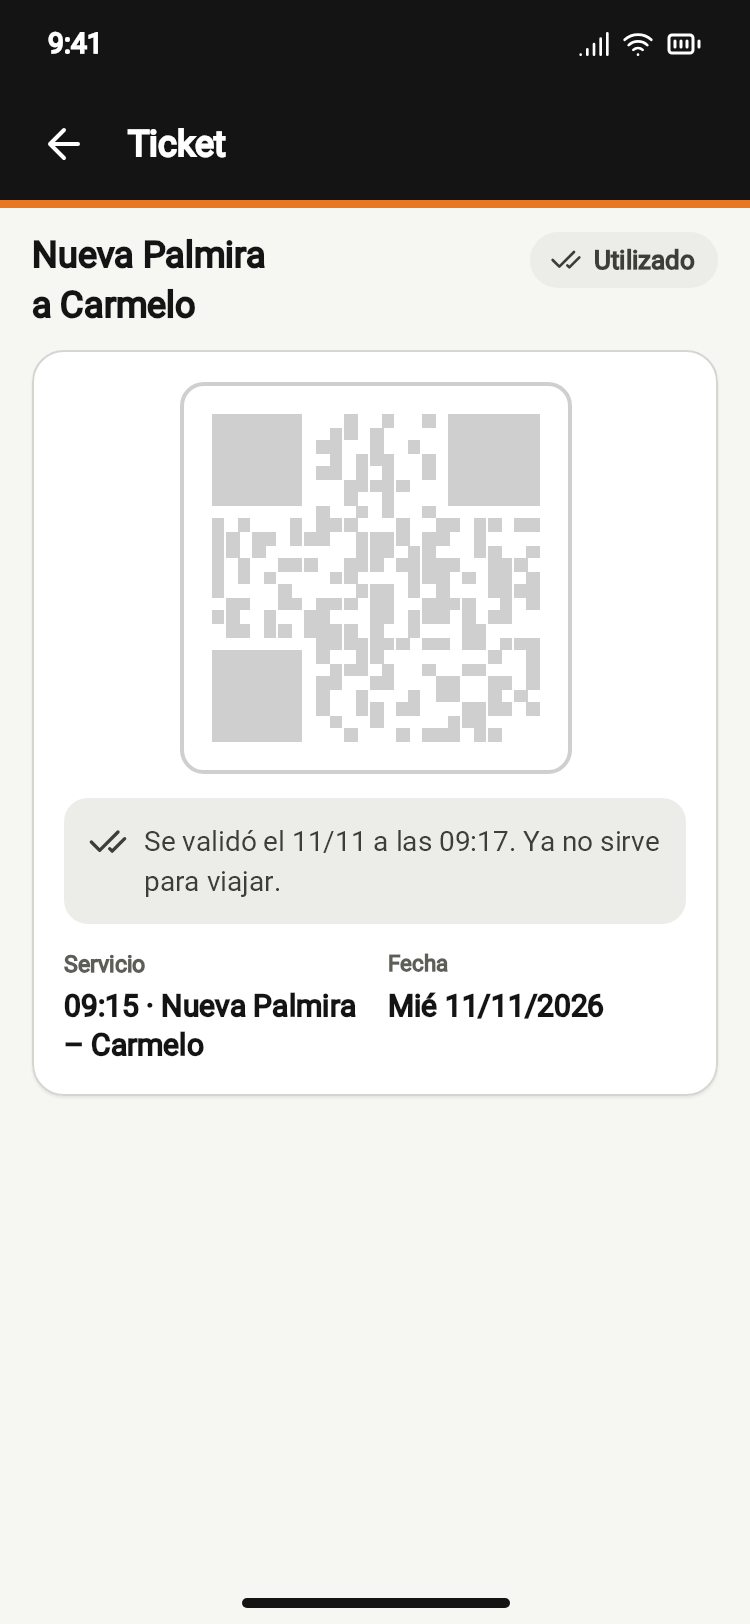 9:41
Ticket
Nueva Palmira
a Carmelo
Utilizado
Se validó el 11/11 a las 09:17. Ya no sirve
para viajar.
Servicio
09:15 · Nueva Palmira
– Carmelo
Fecha
Mié 11/11/2026